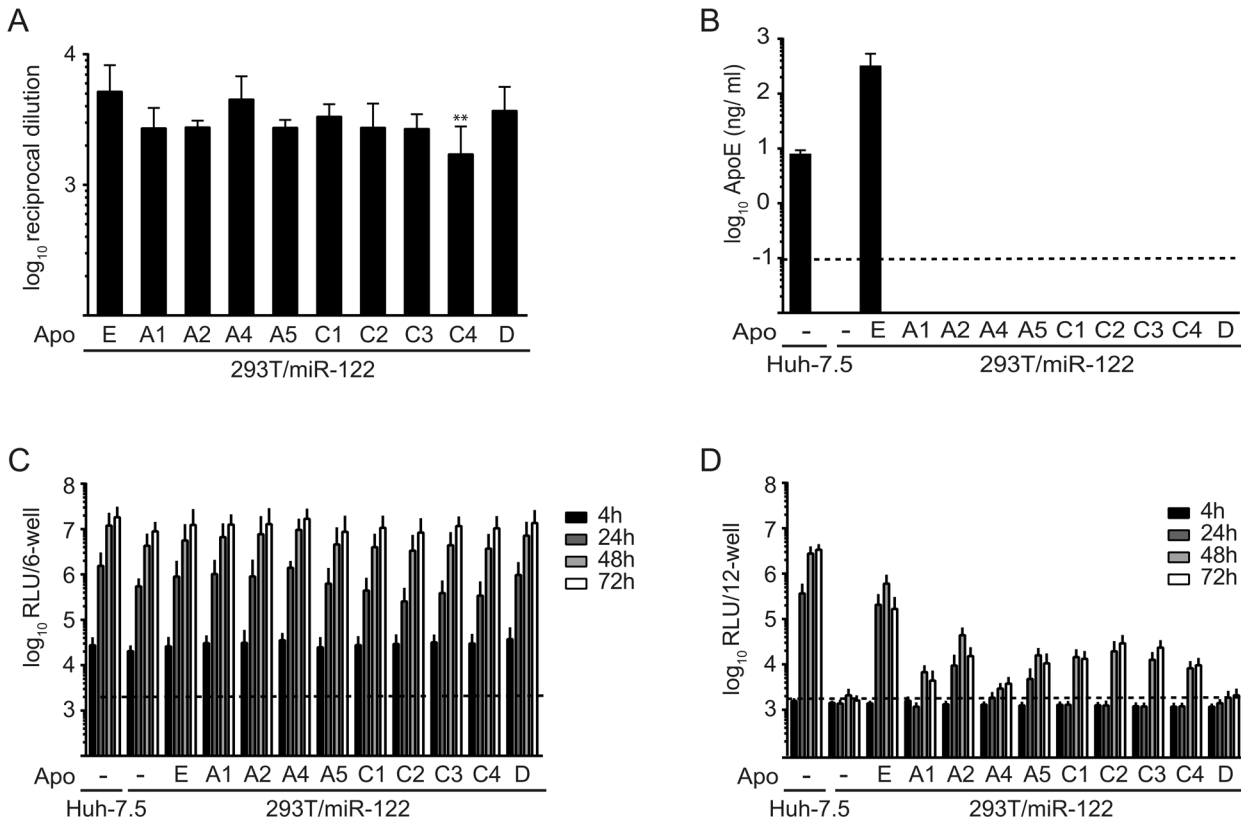 A
log10 reciprocal dilution
4
3
**
Apo E A1 A2 A4 A5 C1 C2 C3 C4 D
293T/miR-122
B
log10 ApoE (ng/ ml)
3
2
1
0
-1
- - E A1 A2 A4 A5 C1 C2 C3 C4 D
Huh-7.5 293T/miR-122
C
log10 RLU/6-well
8
7
6
5
4
3
4h
24h
48h
72h
Apo - - E A1 A2 A4 A5 C1 C2 C3 C4 D
Huh-7.5 293T/miR-122
D
log10 RLU/12-well
8
7
6
5
4
3
4h
24h
48h
72h
Apo - - E A1 A2 A4 A5 C1 C2 C3 C4 D
Huh-7.5 293T/miR-122